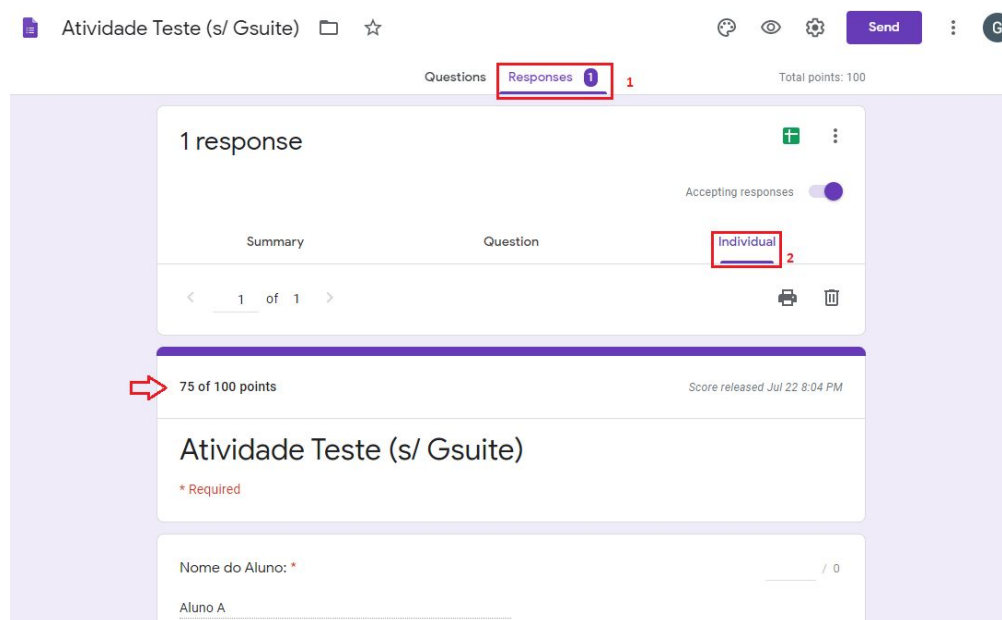 Atividade Teste (s/ Gsuite)
Send
G
Questions
Responses 1
1
Total points: 100
1 response
Accepting responses
Summary
Question
Individual
2
1 of 1
75 of 100 points
Score released Jul 22 8:04 PM
Atividade Teste (s/ Gsuite)
* Required
Nome do Aluno: *
/ 0
Aluno A